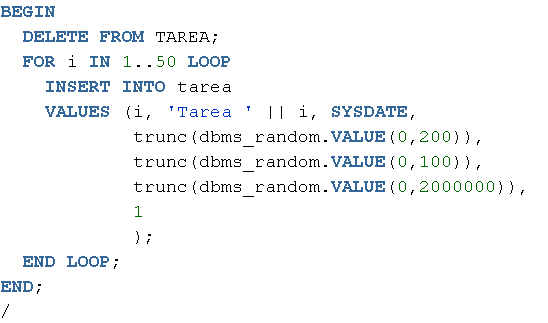 BEGIN
  DELETE FROM TAREA;
  FOR i IN 1..50 LOOP
    INSERT INTO tarea
    VALUES (i, 'Tarea ' || i, SYSDATE,
            trunc(dbms_random.VALUE(0,200)),
            trunc(dbms_random.VALUE(0,100)),
            trunc(dbms_random.VALUE(0,2000000)),
            1
            );
  END LOOP;
END;
/